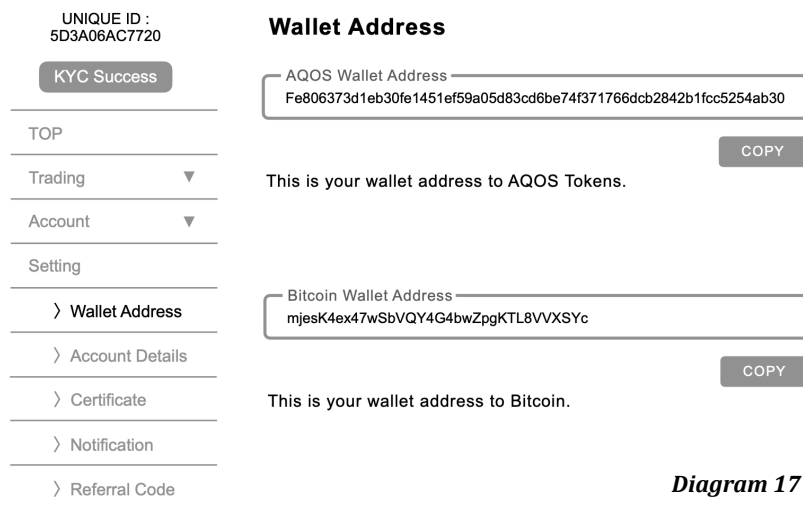 UNIQUE ID :
5D3A06AC7720
KYC Success
TOP
Trading ▼
Account ▼
Setting
〉 Wallet Address
〉 Account Details
〉 Certificate
〉 Notification
〉 Referral Code
Wallet Address
AQOS Wallet Address
Fe806373d1eb30fe1451ef59a05d83cd6be74f371766dcb2842b1fcc5254ab30
COPY
This is your wallet address to AQOS Tokens.
Bitcoin Wallet Address
mjesK4ex47wSbVQY4G4bwZpgKTL8VVXSYc
COPY
This is your wallet address to Bitcoin.
Diagram 17